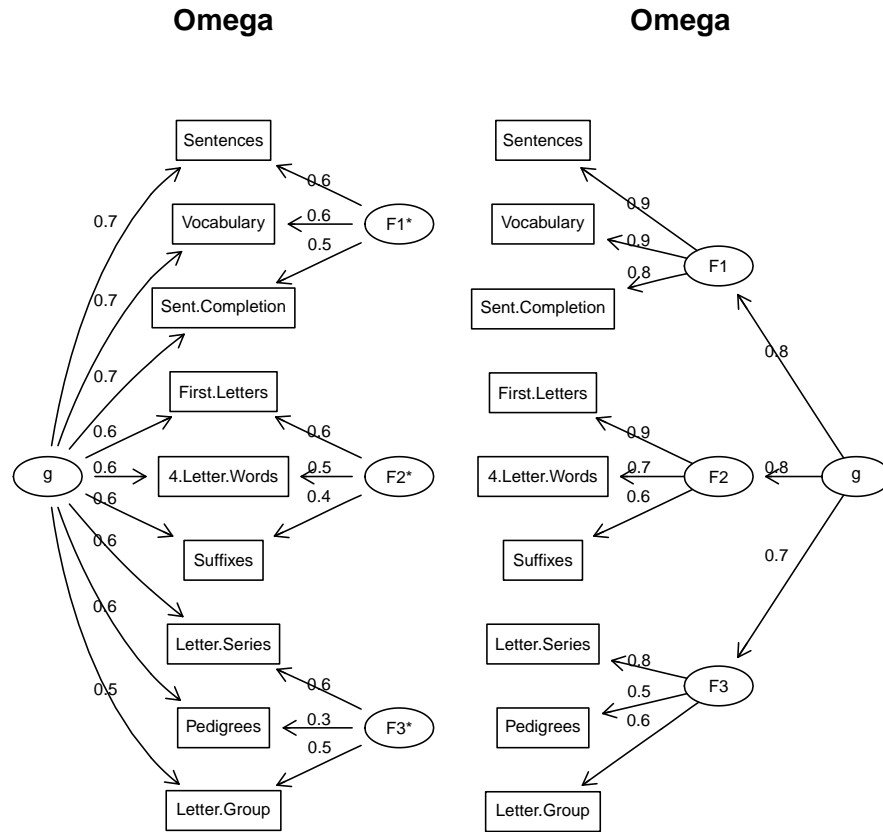 Omega
Sentences
Vocabulary
Sent.Completion
First.Letters
4.Letter.Words
Suffixes
Letter.Series
Pedigrees
Letter.Group
g
0.7
0.7
0.7
0.6
0.6
0.6
0.6
0.6
0.5
F1*
0.6
0.6
0.5
F2*
0.6
0.5
0.4
F3*
0.6
0.3
0.5
Omega
Sentences
Vocabulary
Sent.Completion
First.Letters
4.Letter.Words
Suffixes
Letter.Series
Pedigrees
Letter.Group
F1
0.9
0.9
0.8
F2
0.9
0.7
0.6
F3
0.8
0.5
0.6
g
0.8
0.8
0.7